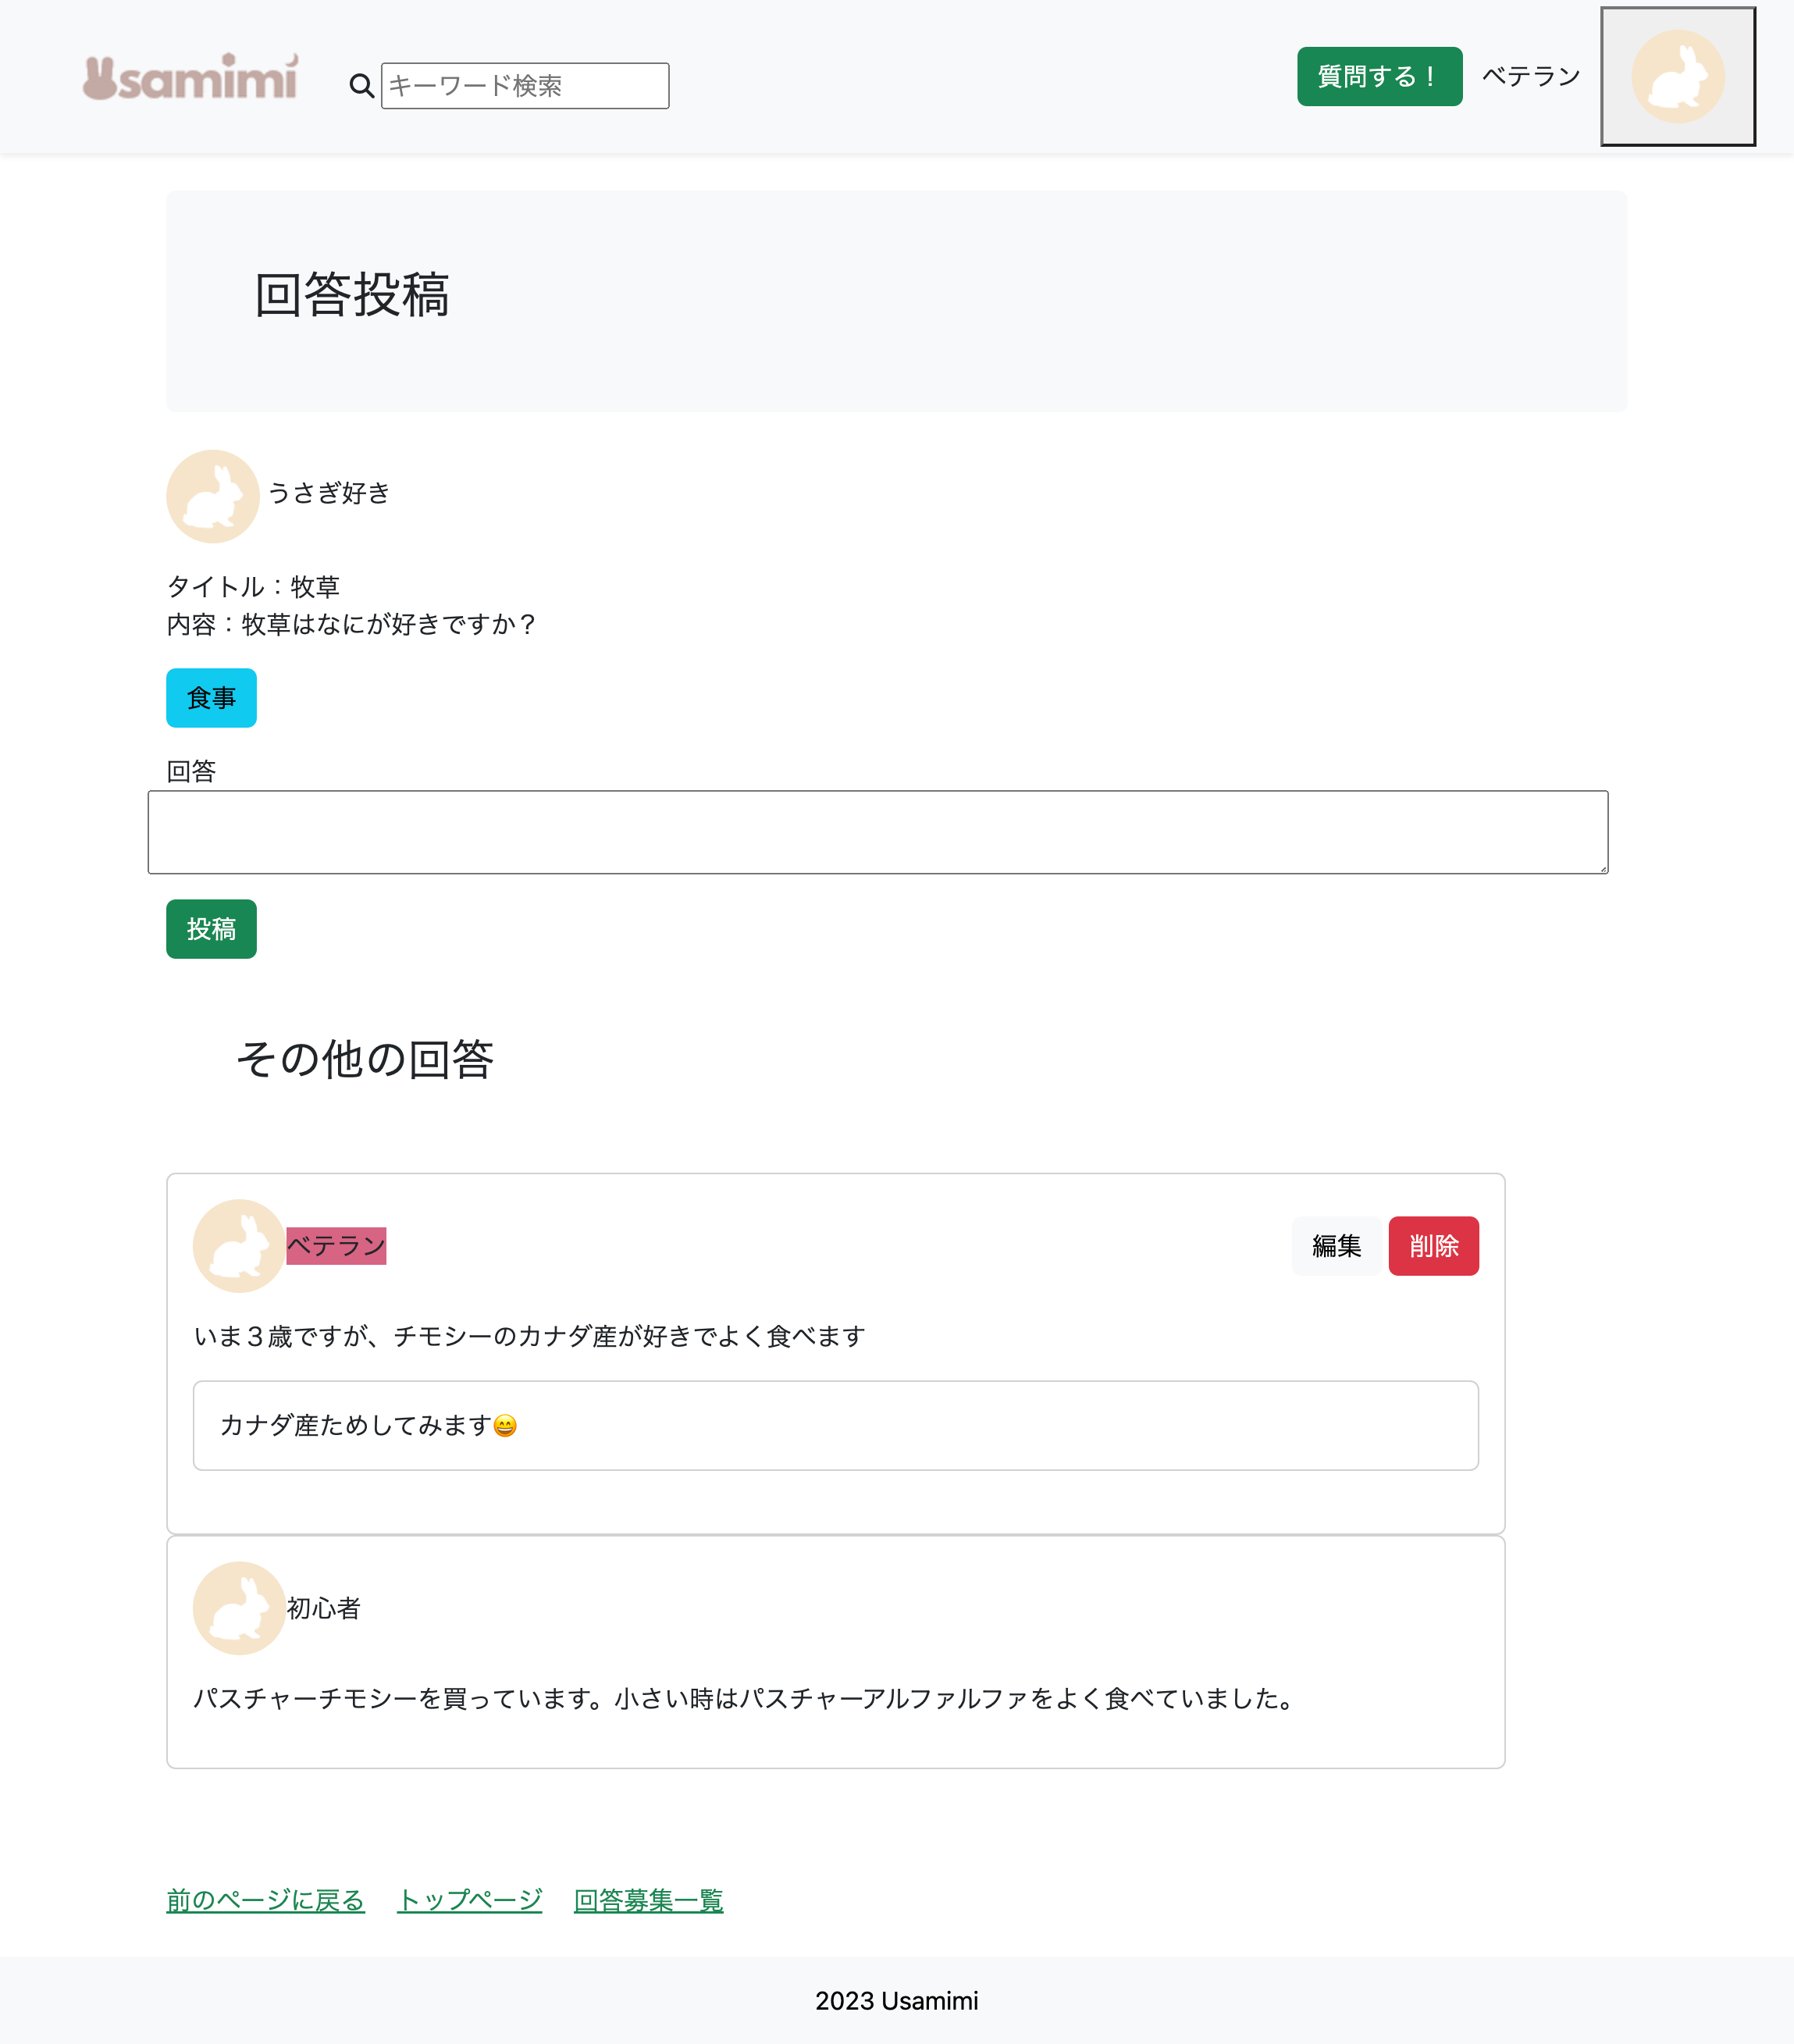 Usamimi
キーワード検索
質問する！
ベテラン
回答投稿
うさぎ好き
タイトル：牧草
内容：牧草はなにが好きですか？
食事
回答
投稿
その他の回答
ベテラン
編集
削除
いま３歳ですが、チモシーのカナダ産が好きでよく食べます
カナダ産ためしてみます😄
初心者
パスチャーチモシーを買っています。小さい時はパスチャーアルファルファをよく食べていました。
前のページに戻る
トップページ
回答募集一覧
2023 Usamimi